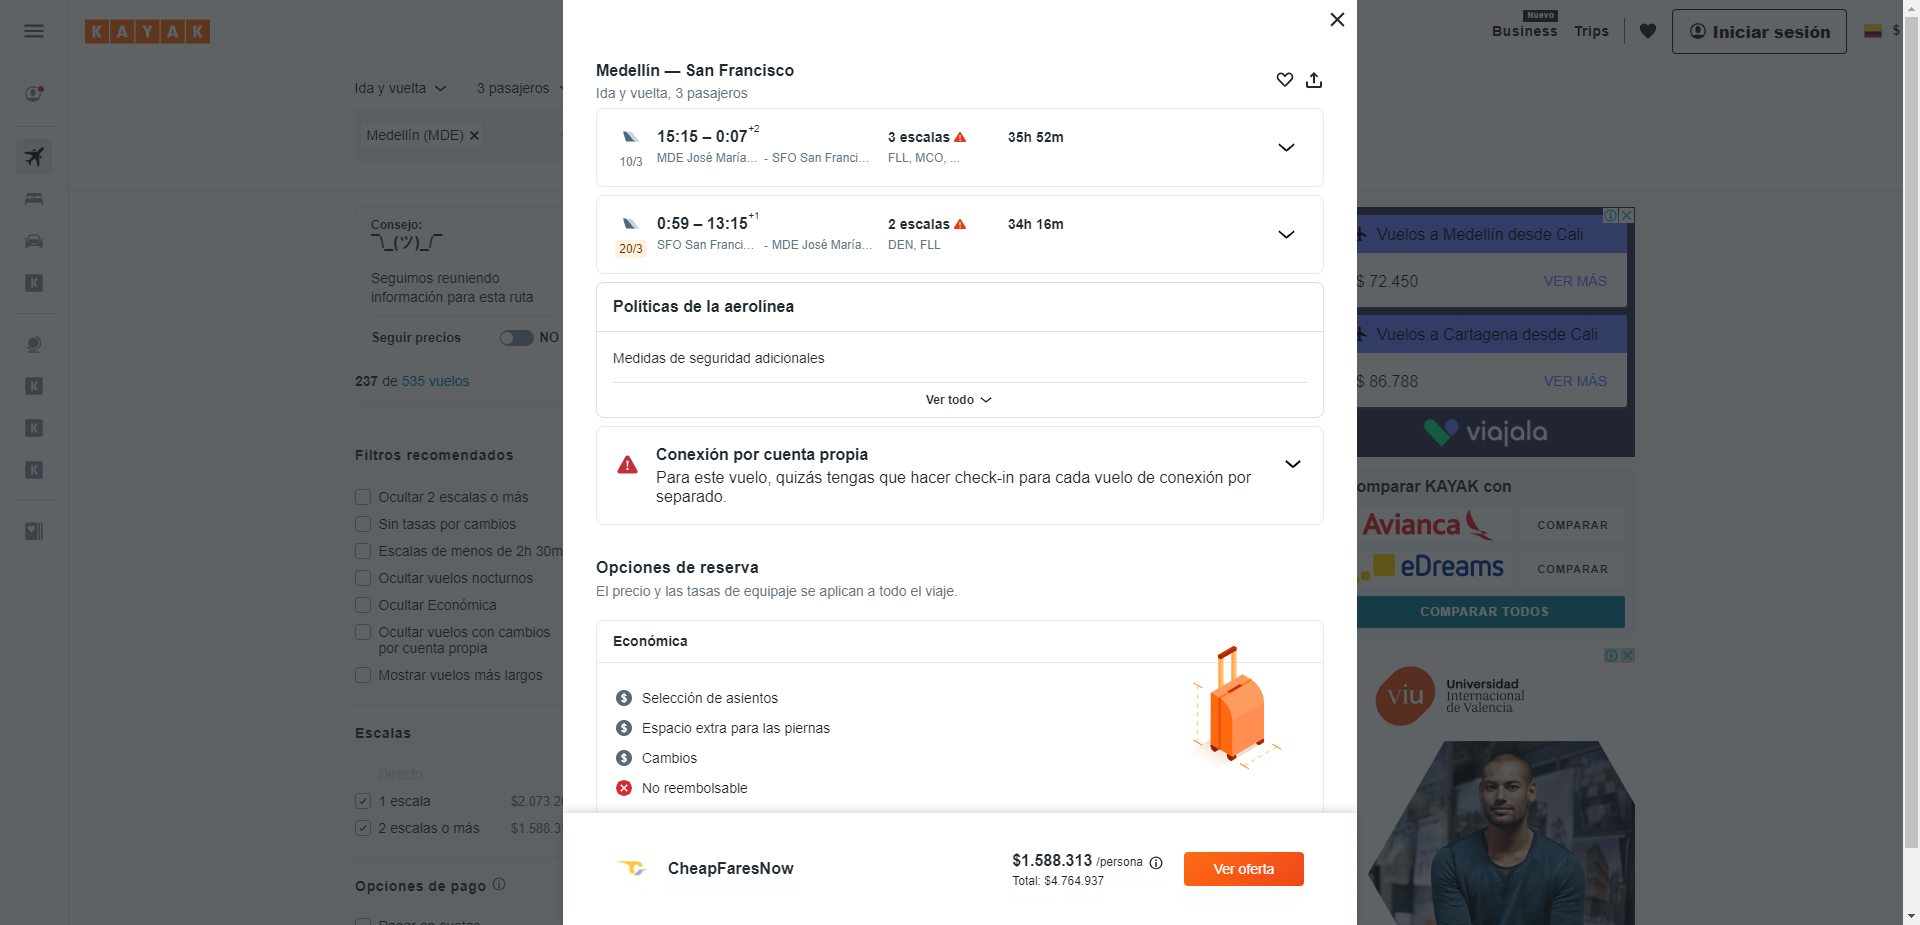 KAYAK
Nuevo
Business
Trips
Iniciar sesión
$
Ida y vuelta
3 pasajeros
Medellín (MDE)
Consejo:
¯\_(ツ)_/¯
Seguimos reuniendo
información para esta ruta
Seguir precios
NO
237 de 535 vuelos
Filtros recomendados
Ocultar 2 escalas o más
Sin tasas por cambios
Escalas de menos de 2h 30m
Ocultar vuelos nocturnos
Ocultar Económica
Ocultar vuelos con cambios
por cuenta propia
Mostrar vuelos más largos
Escalas
Directo
1 escala
2 escalas o más
Opciones de pago
Medellín — San Francisco
Ida y vuelta, 3 pasajeros
15:15 – 0:07+2
3 escalas
35h 52m
10/3
MDE José María... - SFO San Franci...
FLL, MCO, ...
0:59 – 13:15+1
2 escalas
34h 16m
20/3
SFO San Franci... - MDE José María...
DEN, FLL
Políticas de la aerolínea
Medidas de seguridad adicionales
Ver todo
Conexión por cuenta propia
Para este vuelo, quizás tengas que hacer check-in para cada vuelo de conexión por
separado.
Opciones de reserva
El precio y las tasas de equipaje se aplican a todo el viaje.
Económica
Selección de asientos
Espacio extra para las piernas
Cambios
No reembolsable
CheapFaresNow
$1.588.313 /persona
Total: $4.764.937
Ver oferta
Vuelos a Medellín desde Cali
$ 72.450
VER MÁS
Vuelos a Cartagena desde Cali
$ 86.788
VER MÁS
viajala
omparar KAYAK con
Avianca
COMPARAR
eDreams
COMPARAR
COMPARAR TODOS
viu
Universidad
Internacional
de Valencia